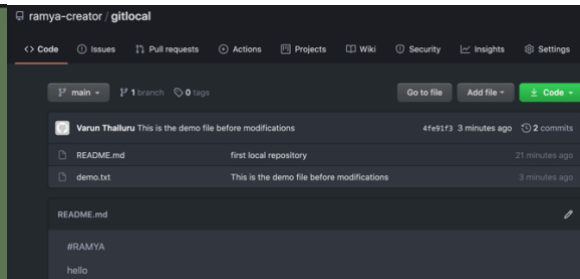 ramya-creator / gitlocal
<> Code Issues Pull requests Actions Projects Wiki Security Insights Settings
main 1 branch 0 tags Go to file Add file Code
Varun Thalluru This is the demo file before modifications 4fe91f3 3 minutes ago 2 commits
README.md first local repository 21 minutes ago
demo.txt This is the demo file before modifications 3 minutes ago
README.md
#RAMYA
hello